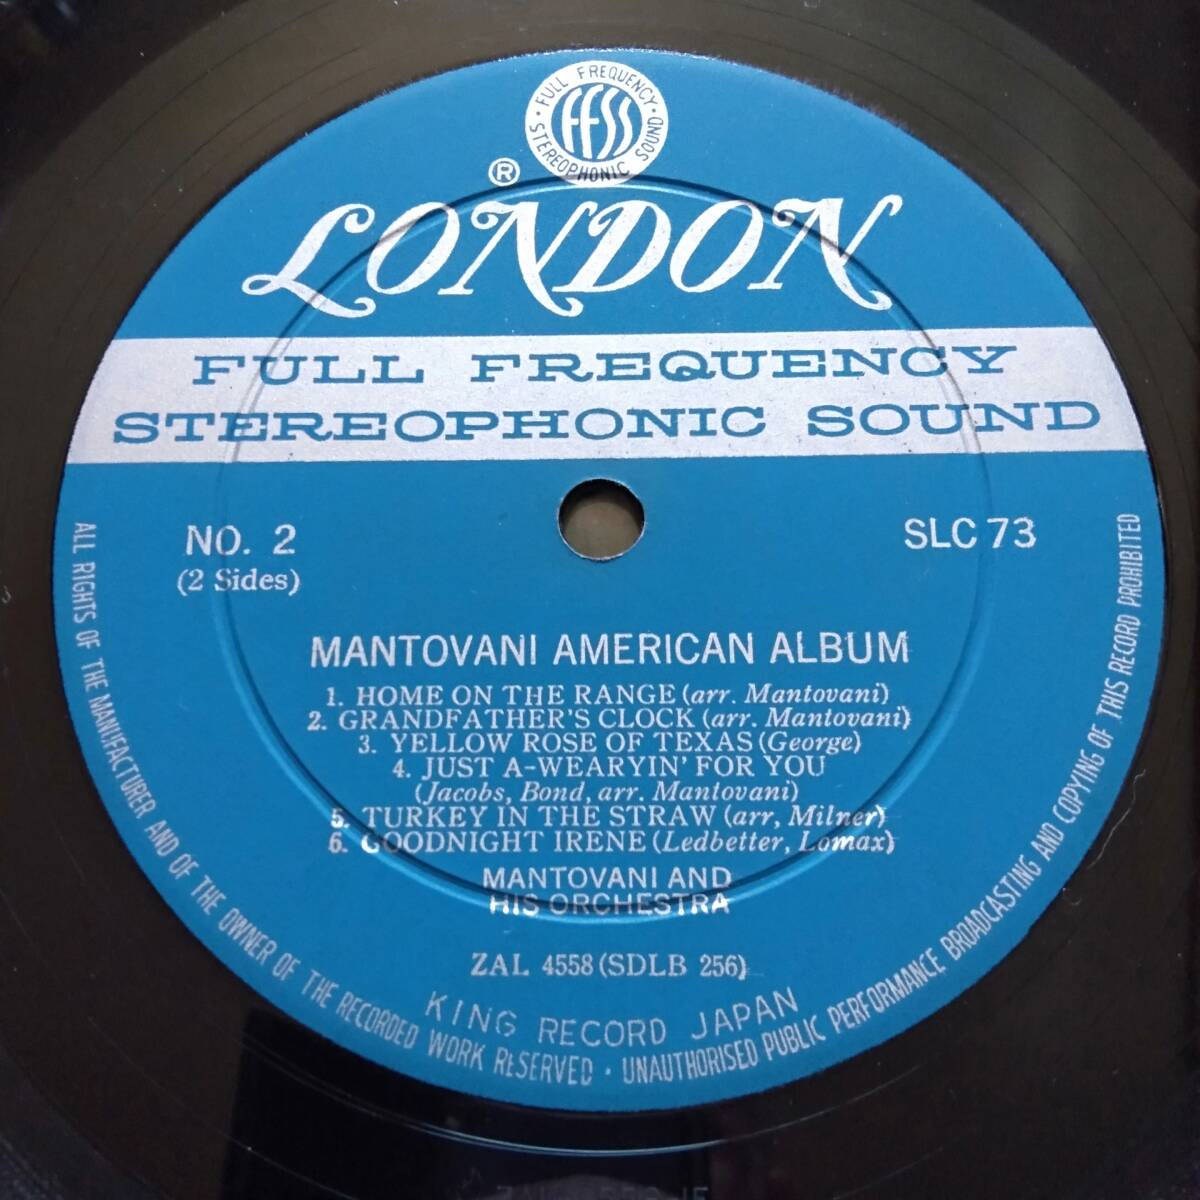 · FULL FREQUENCY ·
FFSS
STEREOPHONIC SOUND
®
LONDON
FULL FREQUENCY
STEREOPHONIC SOUND
NO. 2
(2 Sides)
SLC 73
MANTOVANI AMERICAN ALBUM
1. HOME ON THE RANGE (arr. Mantovani)
2. GRANDFATHER'S CLOCK (arr. Mantovani)
3. YELLOW ROSE OF TEXAS (George)
4. JUST A-WEARYIN' FOR YOU
(Jacobs, Bond, arr. Mantovani)
5. TURKEY IN THE STRAW (arr, Milner)
6. GOODNIGHT IRENE (Ledbetter, Lomax)
MANTOVANI AND
HIS ORCHESTRA
ZAL 4558 (SDLB 256)
KING RECORD JAPAN
ALL RIGHTS OF THE MANUFACTURER AND OF THE OWNER OF THE RECORDED WORK RESERVED · UNAUTHORISED PUBLIC PERFORMANCE BROADCASTING AND COPYING OF THIS RECORD PROHIBITED